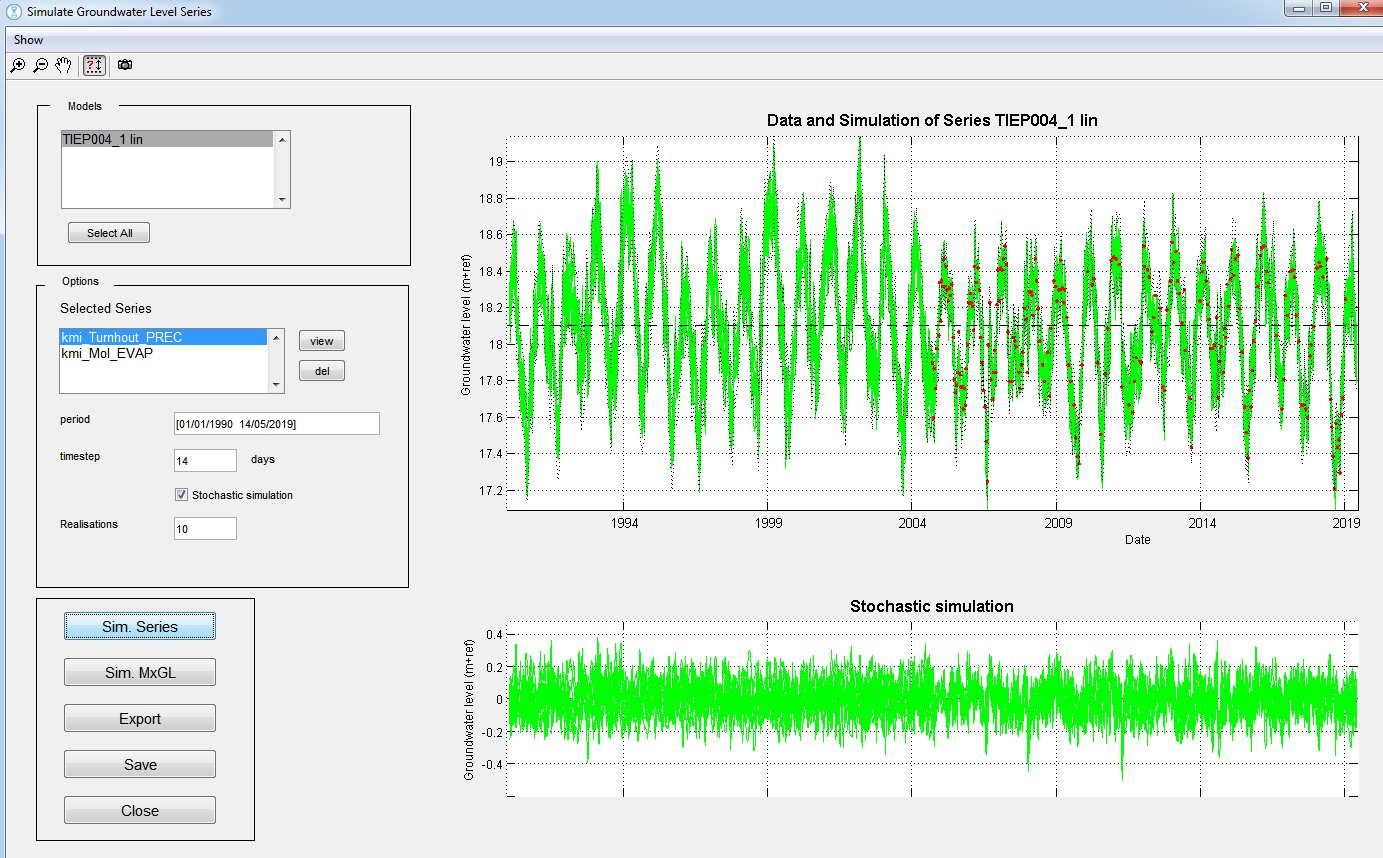 Simulate Groundwater Level Series
Show
Models
TIEP004_1 lin
Select All
Options
Selected Series
kmi_Turnhout_PREC
kmi_Mol_EVAP
view
del
period
[01/01/1990 14/05/2019]
timestep
14
days
Stochastic simulation
Realisations
10
Sim. Series
Sim. MxGL
Export
Save
Close
Data and Simulation of Series TIEP004_1 lin
Groundwater level (m+ref)
19
18.8
18.6
18.4
18.2
18
17.8
17.6
17.4
17.2
1994 1999 2004 2009 2014 2019
Date
Stochastic simulation
Groundwater level (m+ref)
0.4
0.2
0
-0.2
-0.4